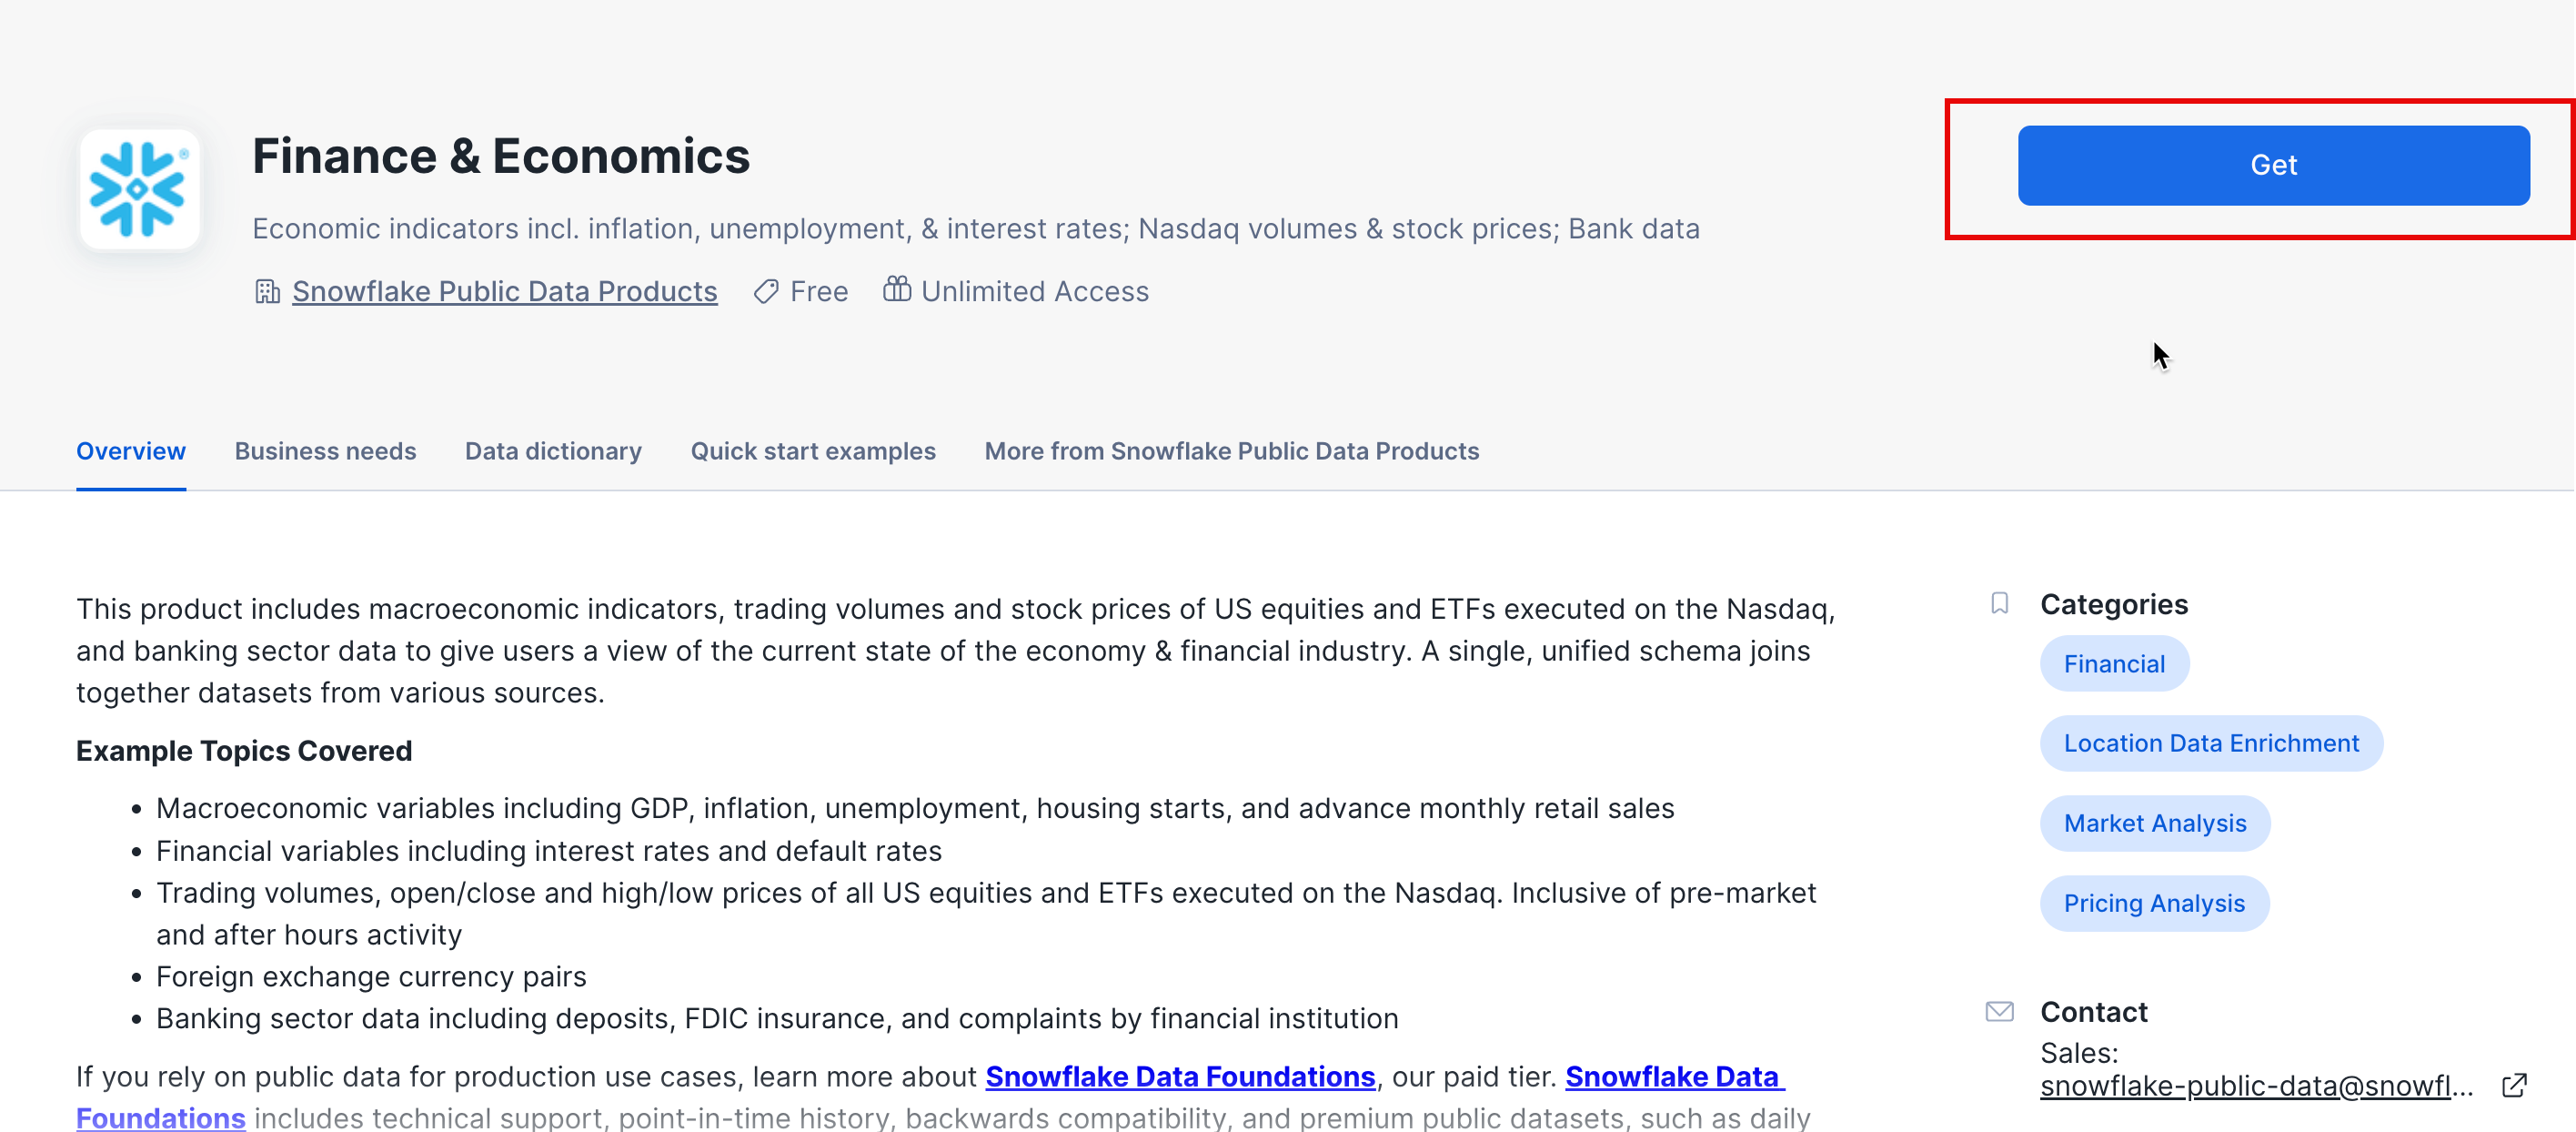 Finance & Economics
Get
Economic indicators incl. inflation, unemployment, & interest rates; Nasdaq volumes & stock prices; Bank data
Snowflake Public Data Products Free Unlimited Access
Overview Business needs Data dictionary Quick start examples More from Snowflake Public Data Products
This product includes macroeconomic indicators, trading volumes and stock prices of US equities and ETFs executed on the Nasdaq,
and banking sector data to give users a view of the current state of the economy & financial industry. A single, unified schema joins
together datasets from various sources.
Example Topics Covered
• Macroeconomic variables including GDP, inflation, unemployment, housing starts, and advance monthly retail sales
• Financial variables including interest rates and default rates
• Trading volumes, open/close and high/low prices of all US equities and ETFs executed on the Nasdaq. Inclusive of pre-market
and after hours activity
• Foreign exchange currency pairs
• Banking sector data including deposits, FDIC insurance, and complaints by financial institution
If you rely on public data for production use cases, learn more about Snowflake Data Foundations, our paid tier. Snowflake Data
Foundations includes technical support, point-in-time history, backwards compatibility, and premium public datasets, such as daily
Categories
Financial
Location Data Enrichment
Market Analysis
Pricing Analysis
Contact
Sales:
snowflake-public-data@snowfl...